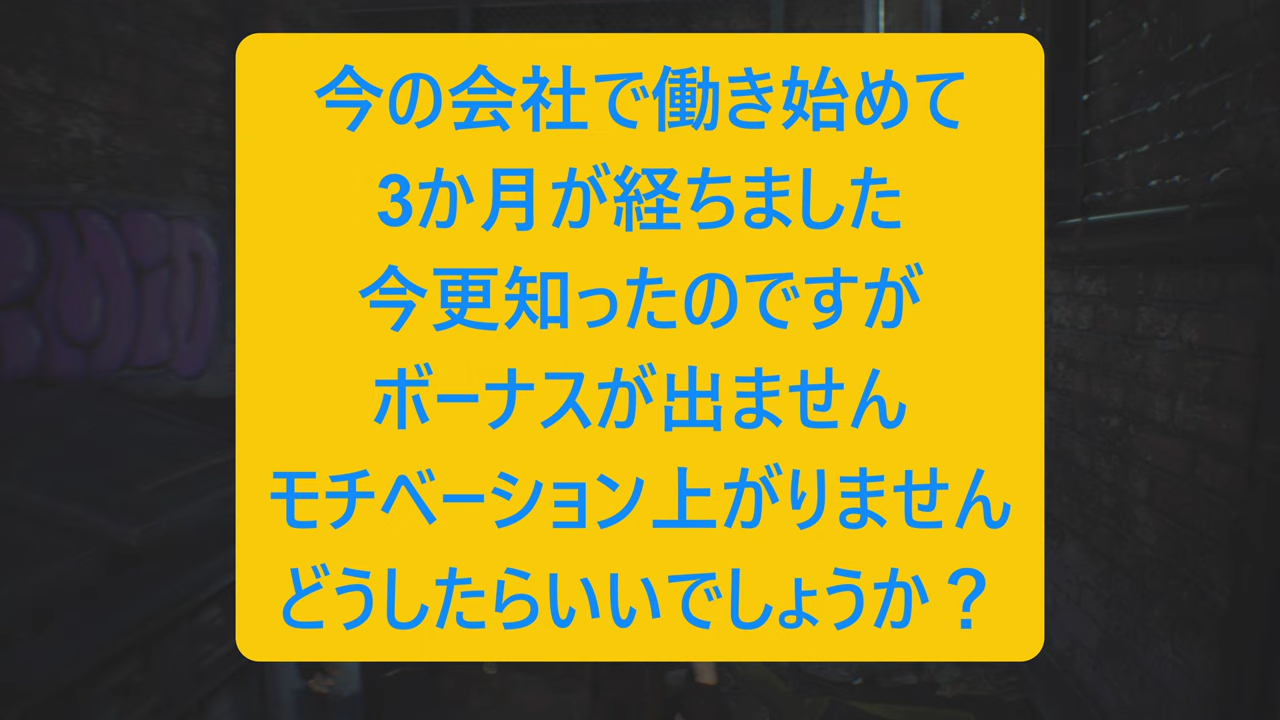 今の会社で働き始めて
3か月が経ちました
今更知ったのですが
ボーナスが出ません
モチベーション上がりません
どうしたらいいでしょうか？